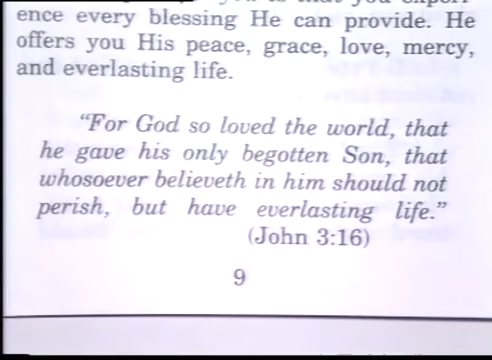 ence every blessing He can provide. He
offers you His peace, grace, love, mercy,
and everlasting life.
“For God so loved the world, that
he gave his only begotten Son, that
whosoever believeth in him should not
perish, but have everlasting life.”
(John 3:16)
9